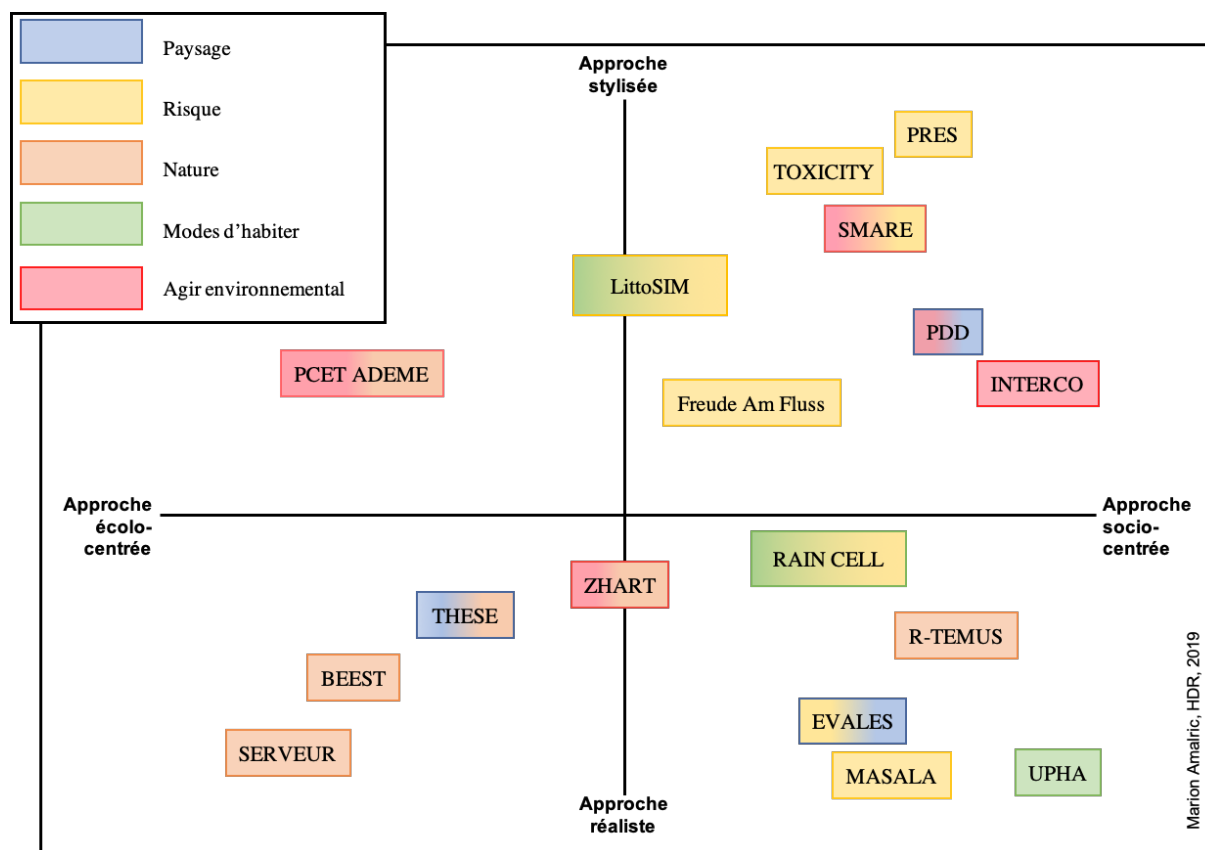 Paysage
Risque
Nature
Modes d'habiter
Agir environnemental
Approche
stylisée
PRES
TOXICITY
SMARE
LittoSIM
PDD
PCET ADEME
INTERCO
Freude Am Fluss
Approche
écolo-
centrée
Approche
socio-
centrée
RAIN CELL
ZHART
THESE
R-TEMUS
BEEST
EVALES
SERVEUR
MASALA
UPHA
Approche
réaliste
Marion Amalric, HDR, 2019